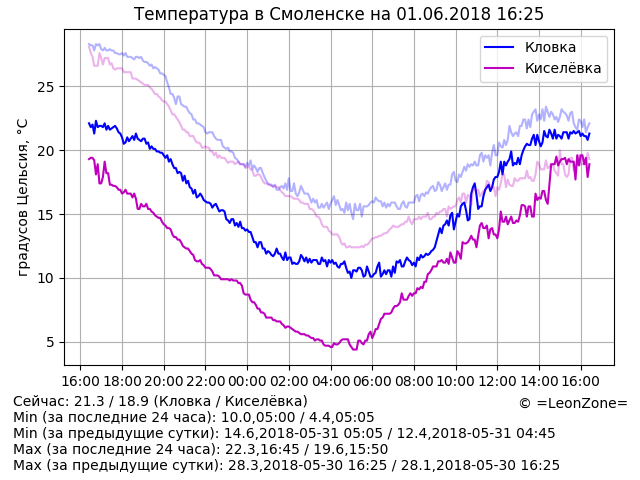 Температура в Смоленске на 01.06.2018 16:25
Кловка
Киселёвка
градусов Цельсия, °C
25
20
15
10
5
16:00 18:00 20:00 22:00 00:00 02:00 04:00 06:00 08:00 10:00 12:00 14:00 16:00
Сейчас: 21.3 / 18.9 (Кловка / Киселёвка)
© =LeonZone=
Min (за последние 24 часа): 10.0,05:00 / 4.4,05:05
Min (за предыдущие сутки): 14.6,2018-05-31 05:05 / 12.4,2018-05-31 04:45
Max (за последние 24 часа): 22.3,16:45 / 19.6,15:50
Max (за предыдущие сутки): 28.3,2018-05-30 16:25 / 28.1,2018-05-30 16:25